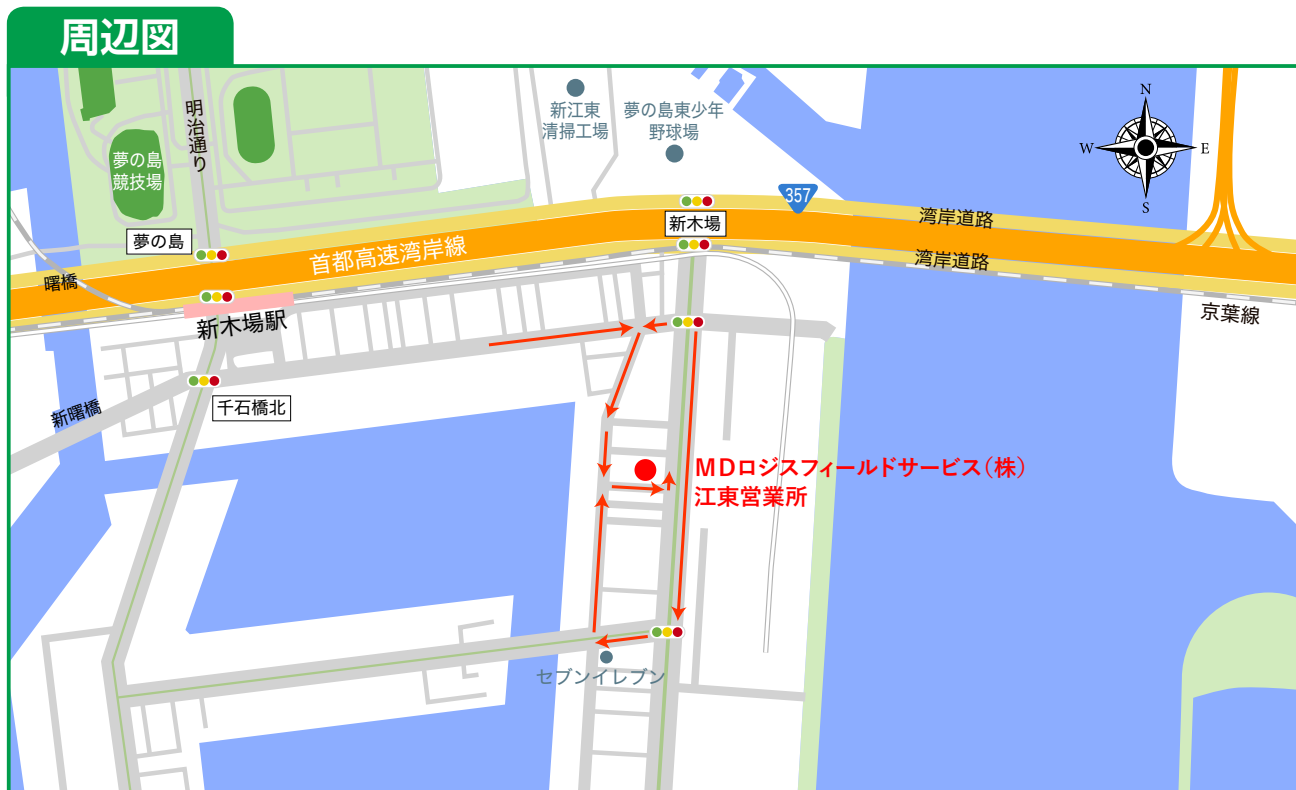 周辺図
明治通り
新江東
清掃工場
夢の島東少年
野球場
N
W
E
S
夢の島
競技場
357
新木場
湾岸道路
夢の島
首都高速湾岸線
湾岸道路
曙橋
京葉線
新木場駅
千石橋北
新曙橋
MDロジスフィールドサービス(株)
江東営業所
セブンイレブン